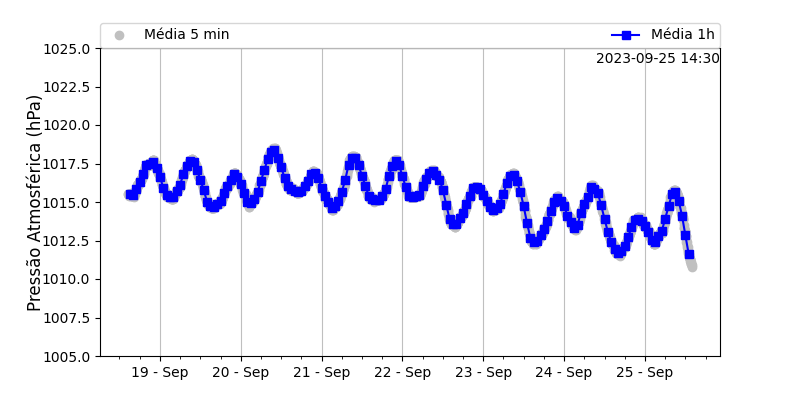 Média 5 min
Média 1h
2023-09-25 14:30
Pressão Atmosférica (hPa)
1025.0
1022.5
1020.0
1017.5
1015.0
1012.5
1010.0
1007.5
1005.0
19 - Sep
20 - Sep
21 - Sep
22 - Sep
23 - Sep
24 - Sep
25 - Sep